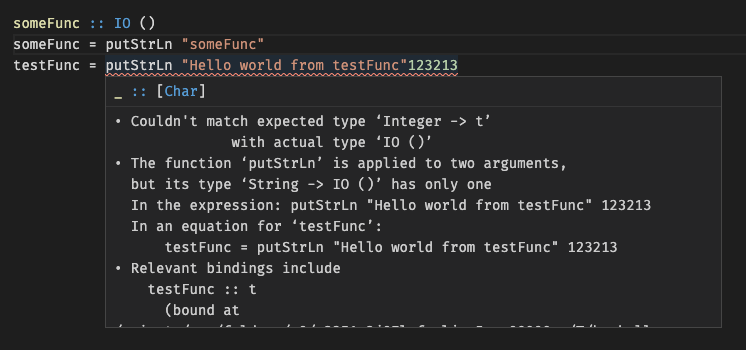 someFunc :: IO ()
someFunc = putStrLn "someFunc"
testFunc = putStrLn "Hello world from testFunc"123213
_ :: [Char]
• Couldn't match expected type ‘Integer -> t’
with actual type ‘IO ()’
• The function ‘putStrLn’ is applied to two arguments,
but its type ‘String -> IO ()’ has only one
In the expression: putStrLn "Hello world from testFunc" 123213
In an equation for ‘testFunc’:
testFunc = putStrLn "Hello world from testFunc" 123213
• Relevant bindings include
testFunc :: t
(bound at